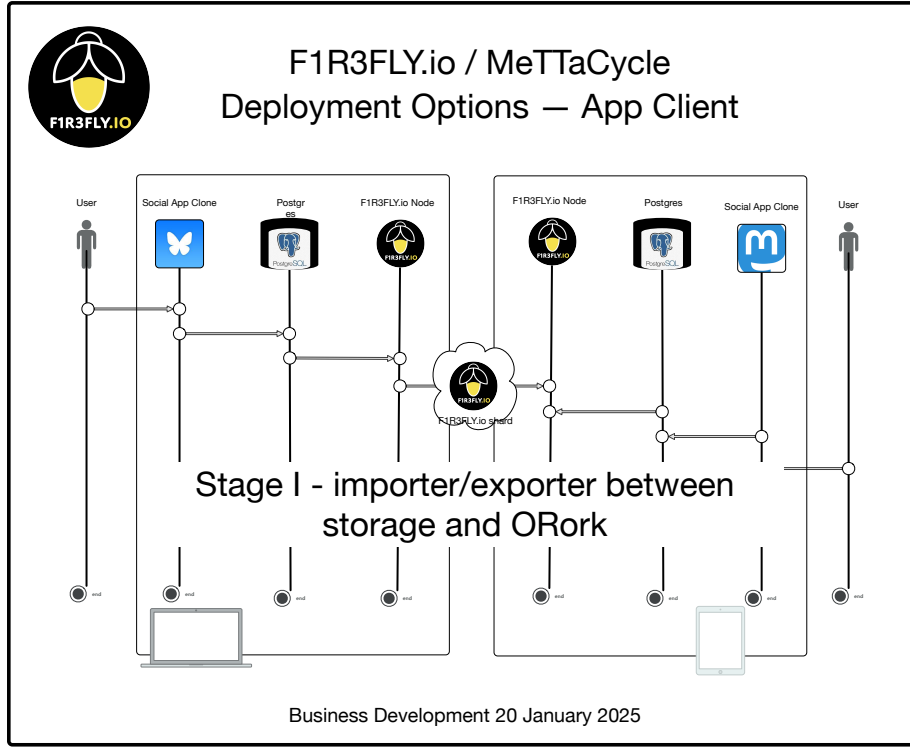 F1R3FLY.IO
F1R3FLY.io / MeTTaCycle
Deployment Options — App Client
User
Social App Clone
Postgr
es
F1R3FLY.io Node
F1R3FLY.io Node
Postgres
Social App Clone
User
PostgreSQL
F1R3FLY.IO
F1R3FLY.IO
PostgreSQL
m
F1R3FLY.IO
F1R3FLY.io shard
Stage I - importer/exporter between
storage and ORork
end
end
end
end
end
end
end
end
Business Development 20 January 2025